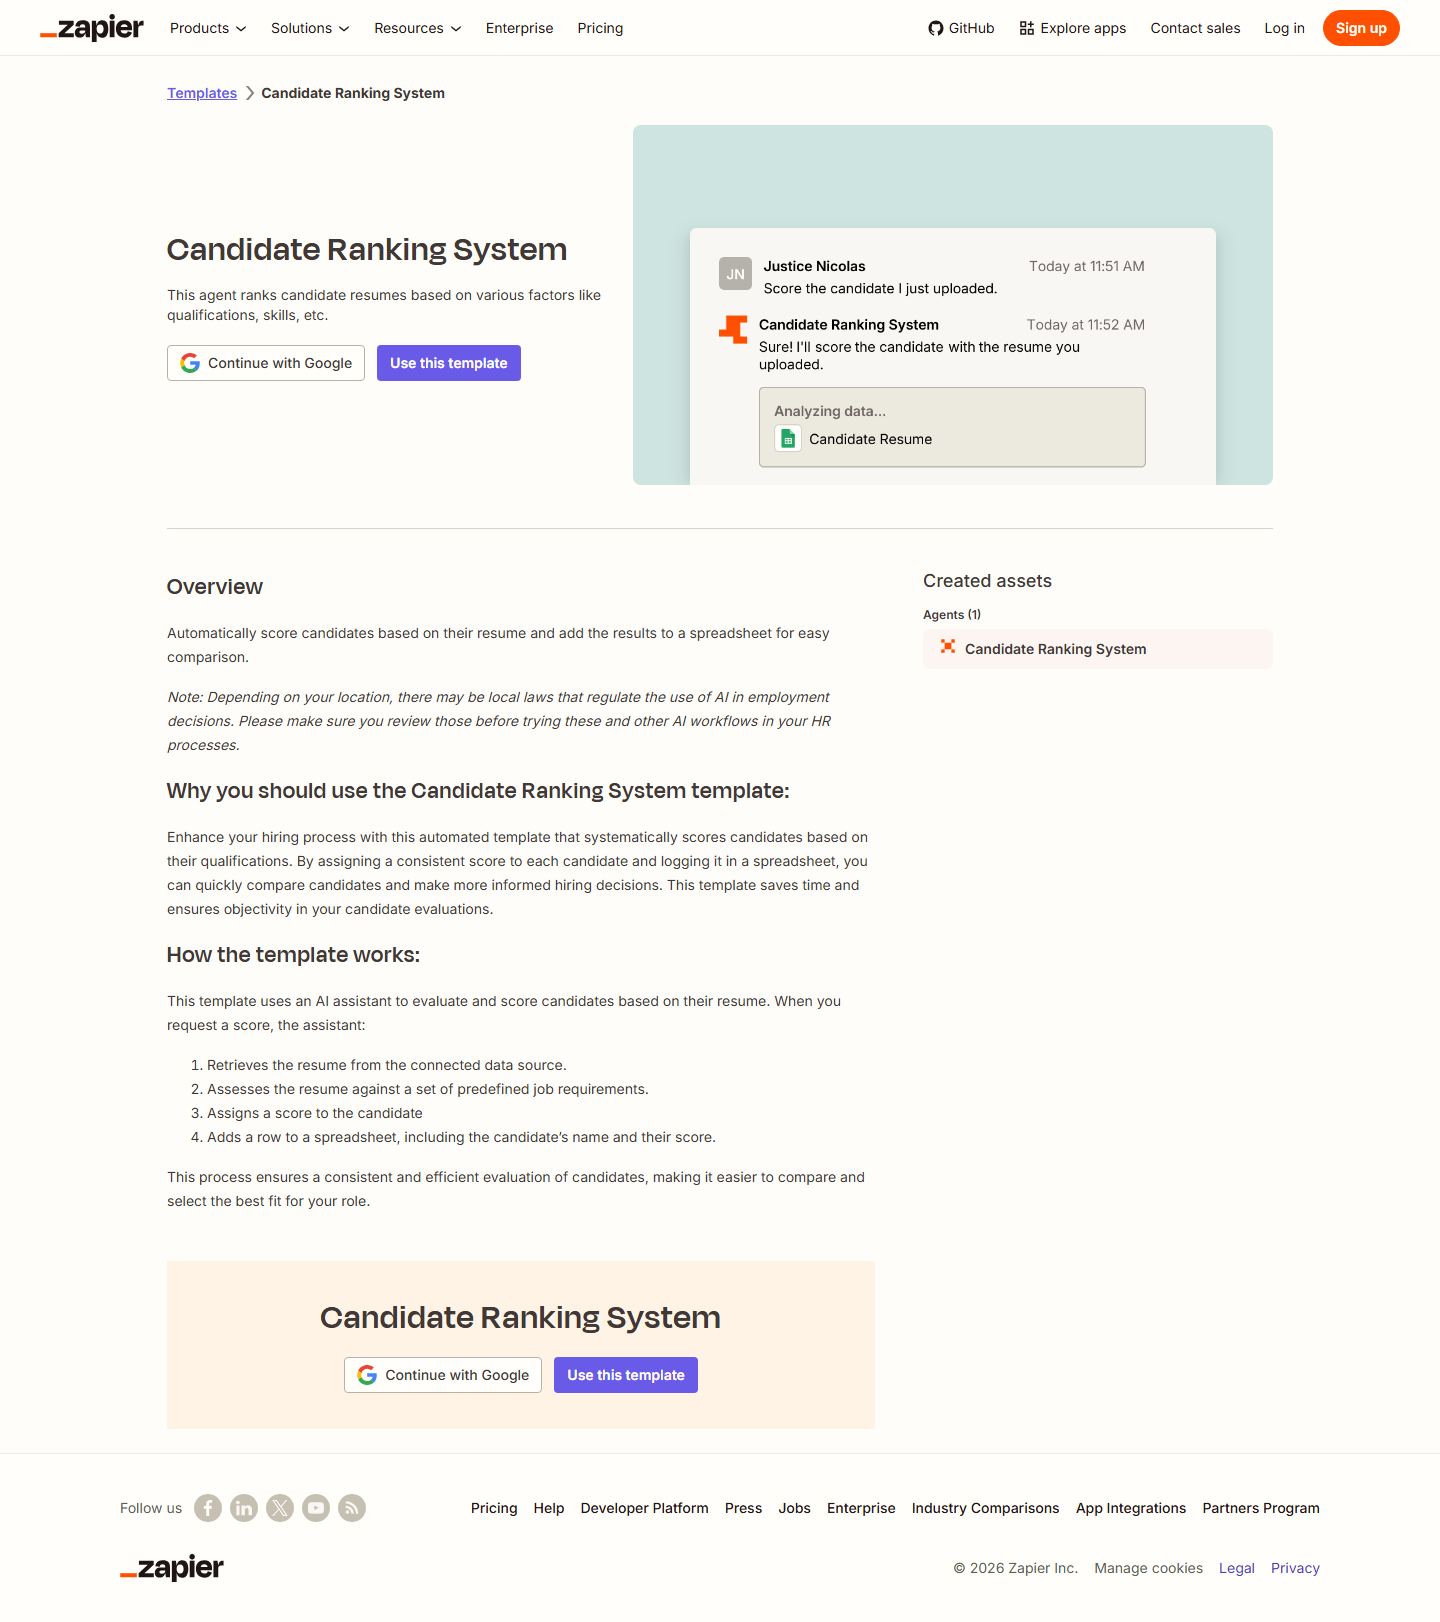 zapier Products Solutions Resources Enterprise Pricing GitHub Explore apps Contact sales Log in Sign up
Templates Candidate Ranking System
Candidate Ranking System
This agent ranks candidate resumes based on various factors like
qualifications, skills, etc.
Continue with Google Use this template
JN Justice Nicolas Today at 11:51 AM
Score the candidate I just uploaded.
Candidate Ranking System Today at 11:52 AM
Sure! I'll score the candidate with the resume you
uploaded.
Analyzing data...
Candidate Resume
Overview
Automatically score candidates based on their resume and add the results to a spreadsheet for easy
comparison.
Note: Depending on your location, there may be local laws that regulate the use of AI in employment
decisions. Please make sure you review those before trying these and other AI workflows in your HR
processes.
Why you should use the Candidate Ranking System template:
Enhance your hiring process with this automated template that systematically scores candidates based on
their qualifications. By assigning a consistent score to each candidate and logging it in a spreadsheet, you
can quickly compare candidates and make more informed hiring decisions. This template saves time and
ensures objectivity in your candidate evaluations.
How the template works:
This template uses an AI assistant to evaluate and score candidates based on their resume. When you
request a score, the assistant:
1. Retrieves the resume from the connected data source.
2. Assesses the resume against a set of predefined job requirements.
3. Assigns a score to the candidate
4. Adds a row to a spreadsheet, including the candidate’s name and their score.
This process ensures a consistent and efficient evaluation of candidates, making it easier to compare and
select the best fit for your role.
Created assets
Agents (1)
Candidate Ranking System
Candidate Ranking System
Continue with Google Use this template
Follow us Pricing Help Developer Platform Press Jobs Enterprise Industry Comparisons App Integrations Partners Program
zapier © 2026 Zapier Inc. Manage cookies Legal Privacy